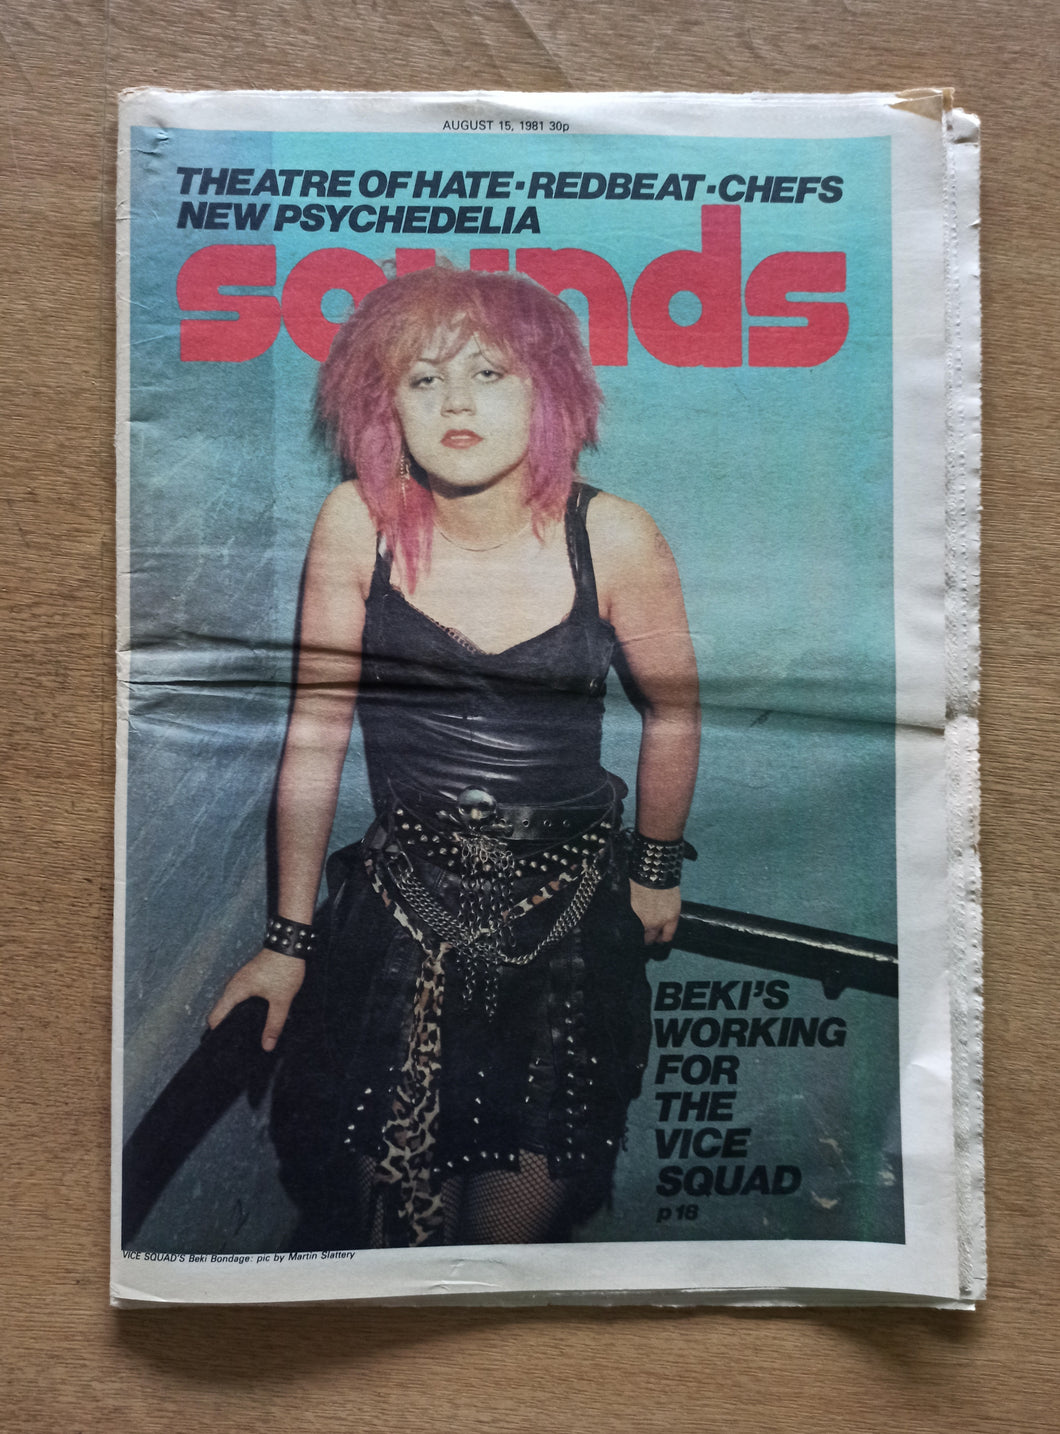 AUGUST 15, 1981 30p
THEATRE OF HATE·REDBEAT·CHEFS
NEW PSYCHEDELIA
sounds
BEKI'S
WORKING
FOR
THE
VICE
SQUAD
p18
VICE SQUAD'S Beki Bondage: pic by Martin Slattery